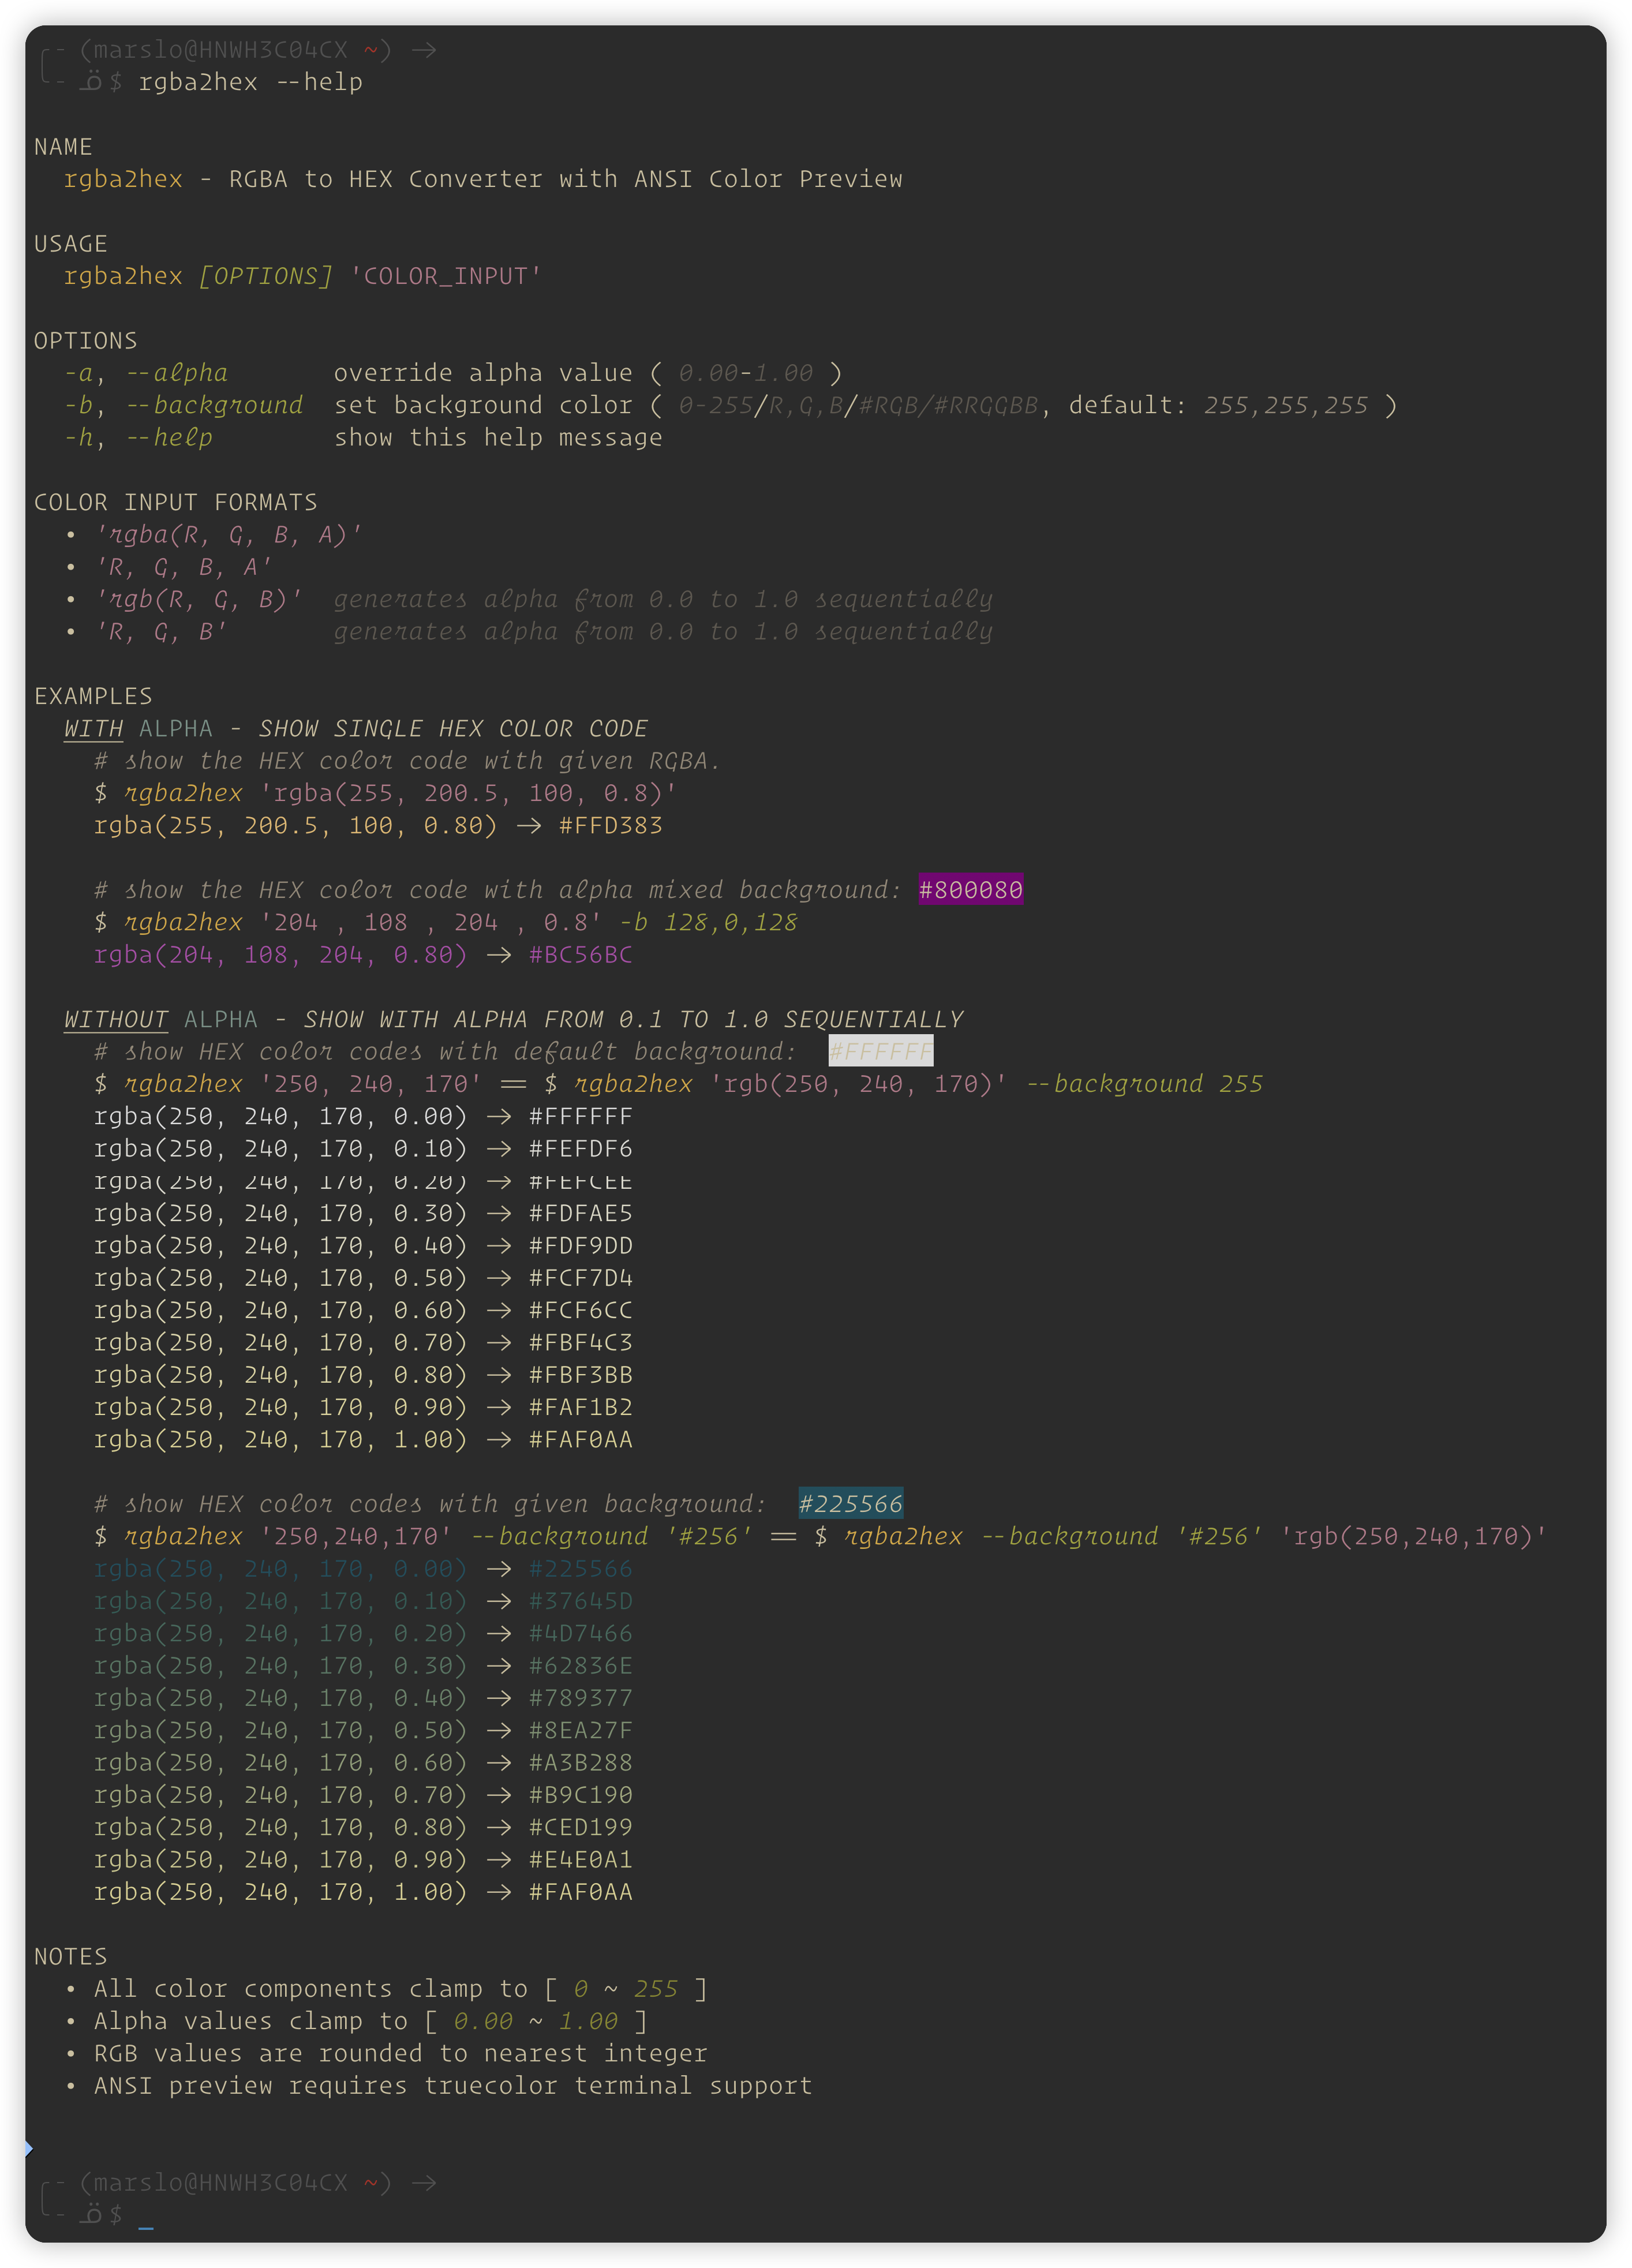 ╭- (marslo@HNWH3C04CX ~) →
╰- $ rgba2hex --help
NAME
rgba2hex - RGBA to HEX Converter with ANSI Color Preview
USAGE
rgba2hex [OPTIONS] 'COLOR_INPUT'
OPTIONS
-a, --alpha override alpha value ( 0.00-1.00 )
-b, --background set background color ( 0-255/R,G,B/#RGB/#RRGGBB, default: 255,255,255 )
-h, --help show this help message
COLOR INPUT FORMATS
• 'rgba(R, G, B, A)'
• 'R, G, B, A'
• 'rgb(R, G, B)' generates alpha from 0.0 to 1.0 sequentially
• 'R, G, B' generates alpha from 0.0 to 1.0 sequentially
EXAMPLES
WITH ALPHA - SHOW SINGLE HEX COLOR CODE
# show the HEX color code with given RGBA.
$ rgba2hex 'rgba(255, 200.5, 100, 0.8)'
rgba(255, 200.5, 100, 0.80) → #FFD383
# show the HEX color code with alpha mixed background: #800080
$ rgba2hex '204 , 108 , 204 , 0.8' -b 128,0,128
rgba(204, 108, 204, 0.80) → #BC56BC
WITHOUT ALPHA - SHOW WITH ALPHA FROM 0.1 TO 1.0 SEQUENTIALLY
# show HEX color codes with default background: #FFFFFF
$ rgba2hex '250, 240, 170' == $ rgba2hex 'rgb(250, 240, 170)' --background 255
rgba(250, 240, 170, 0.00) → #FFFFFF
rgba(250, 240, 170, 0.10) → #FEFDF6
rgba(250, 240, 170, 0.20) → #FEFCEE
rgba(250, 240, 170, 0.30) → #FDFAE5
rgba(250, 240, 170, 0.40) → #FDF9DD
rgba(250, 240, 170, 0.50) → #FCF7D4
rgba(250, 240, 170, 0.60) → #FCF6CC
rgba(250, 240, 170, 0.70) → #FBF4C3
rgba(250, 240, 170, 0.80) → #FBF3BB
rgba(250, 240, 170, 0.90) → #FAF1B2
rgba(250, 240, 170, 1.00) → #FAF0AA
# show HEX color codes with given background: #225566
$ rgba2hex '250,240,170' --background '#256' == $ rgba2hex --background '#256' 'rgb(250,240,170)'
rgba(250, 240, 170, 0.00) → #225566
rgba(250, 240, 170, 0.10) → #37645D
rgba(250, 240, 170, 0.20) → #4D7466
rgba(250, 240, 170, 0.30) → #62836E
rgba(250, 240, 170, 0.40) → #789377
rgba(250, 240, 170, 0.50) → #8EA27F
rgba(250, 240, 170, 0.60) → #A3B288
rgba(250, 240, 170, 0.70) → #B9C190
rgba(250, 240, 170, 0.80) → #CED199
rgba(250, 240, 170, 0.90) → #E4E0A1
rgba(250, 240, 170, 1.00) → #FAF0AA
NOTES
• All color components clamp to [ 0 ~ 255 ]
• Alpha values clamp to [ 0.00 ~ 1.00 ]
• RGB values are rounded to nearest integer
• ANSI preview requires truecolor terminal support
╭- (marslo@HNWH3C04CX ~) →
╰- $ _